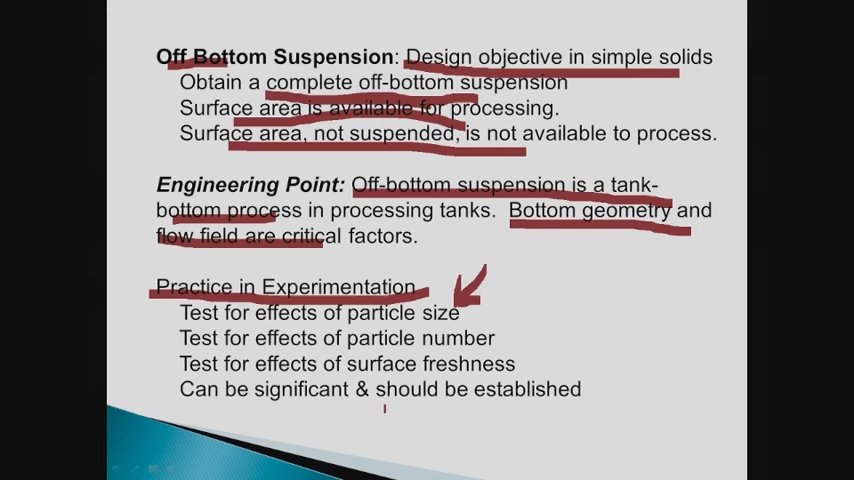 Off Bottom Suspension: Design objective in simple solids
Obtain a complete off-bottom suspension
Surface area is available for processing.
Surface area, not suspended, is not available to process.
Engineering Point: Off-bottom suspension is a tank-
bottom process in processing tanks. Bottom geometry and
flow field are critical factors.
Practice in Experimentation
Test for effects of particle size
Test for effects of particle number
Test for effects of surface freshness
Can be significant & should be established